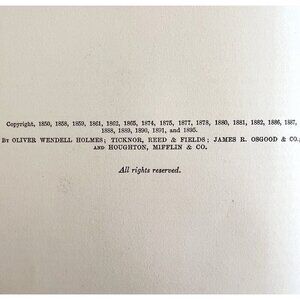 Copyright, 1850, 1858, 1859, 1861, 1862, 1865, 1874, 1875, 1877, 1878, 1880, 1881, 1882, 1886, 1887,
1888, 1889, 1890, 1891, and 1895.
BY OLIVER WENDELL HOLMES; TICKNOR, REED & FIELDS; JAMES R. OSGOOD & CO.,
AND HOUGHTON, MIFFLIN & CO.
All rights reserved.